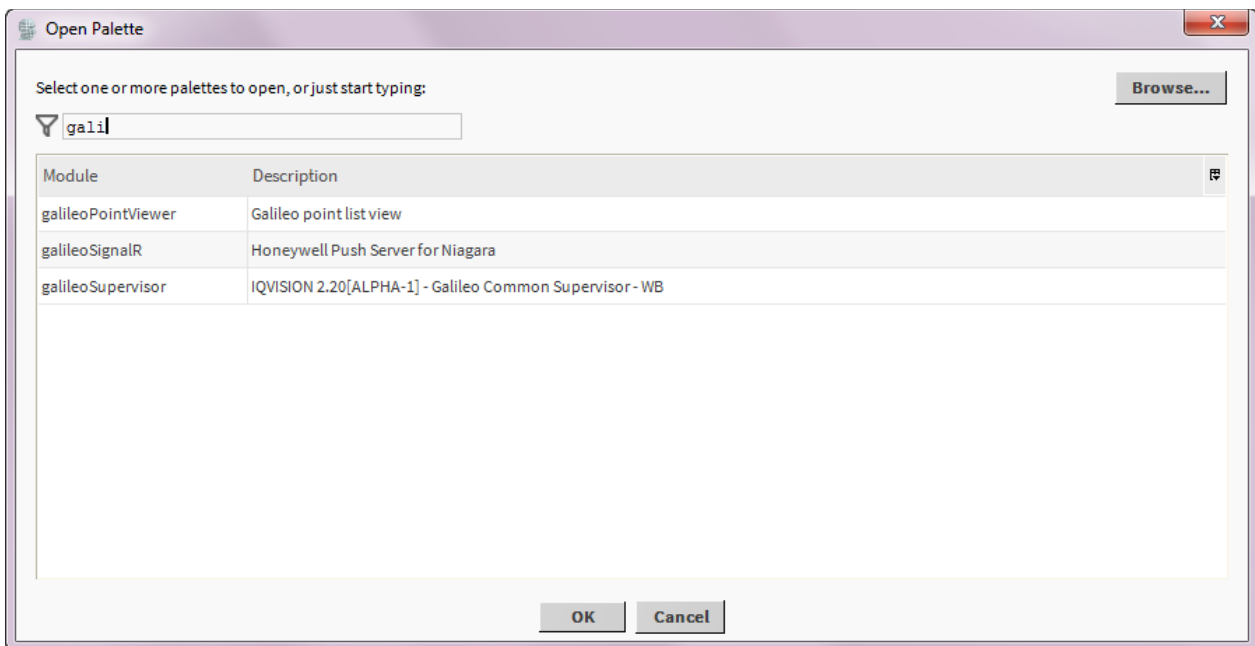 Open Palette
Select one or more palettes to open, or just start typing:
Browse...
gali
Module Description
galileoPointViewer Galileo point list view
galileoSignalR Honeywell Push Server for Niagara
galileoSupervisor IQVISION 2.20[ALPHA-1] - Galileo Common Supervisor - WB
OK Cancel